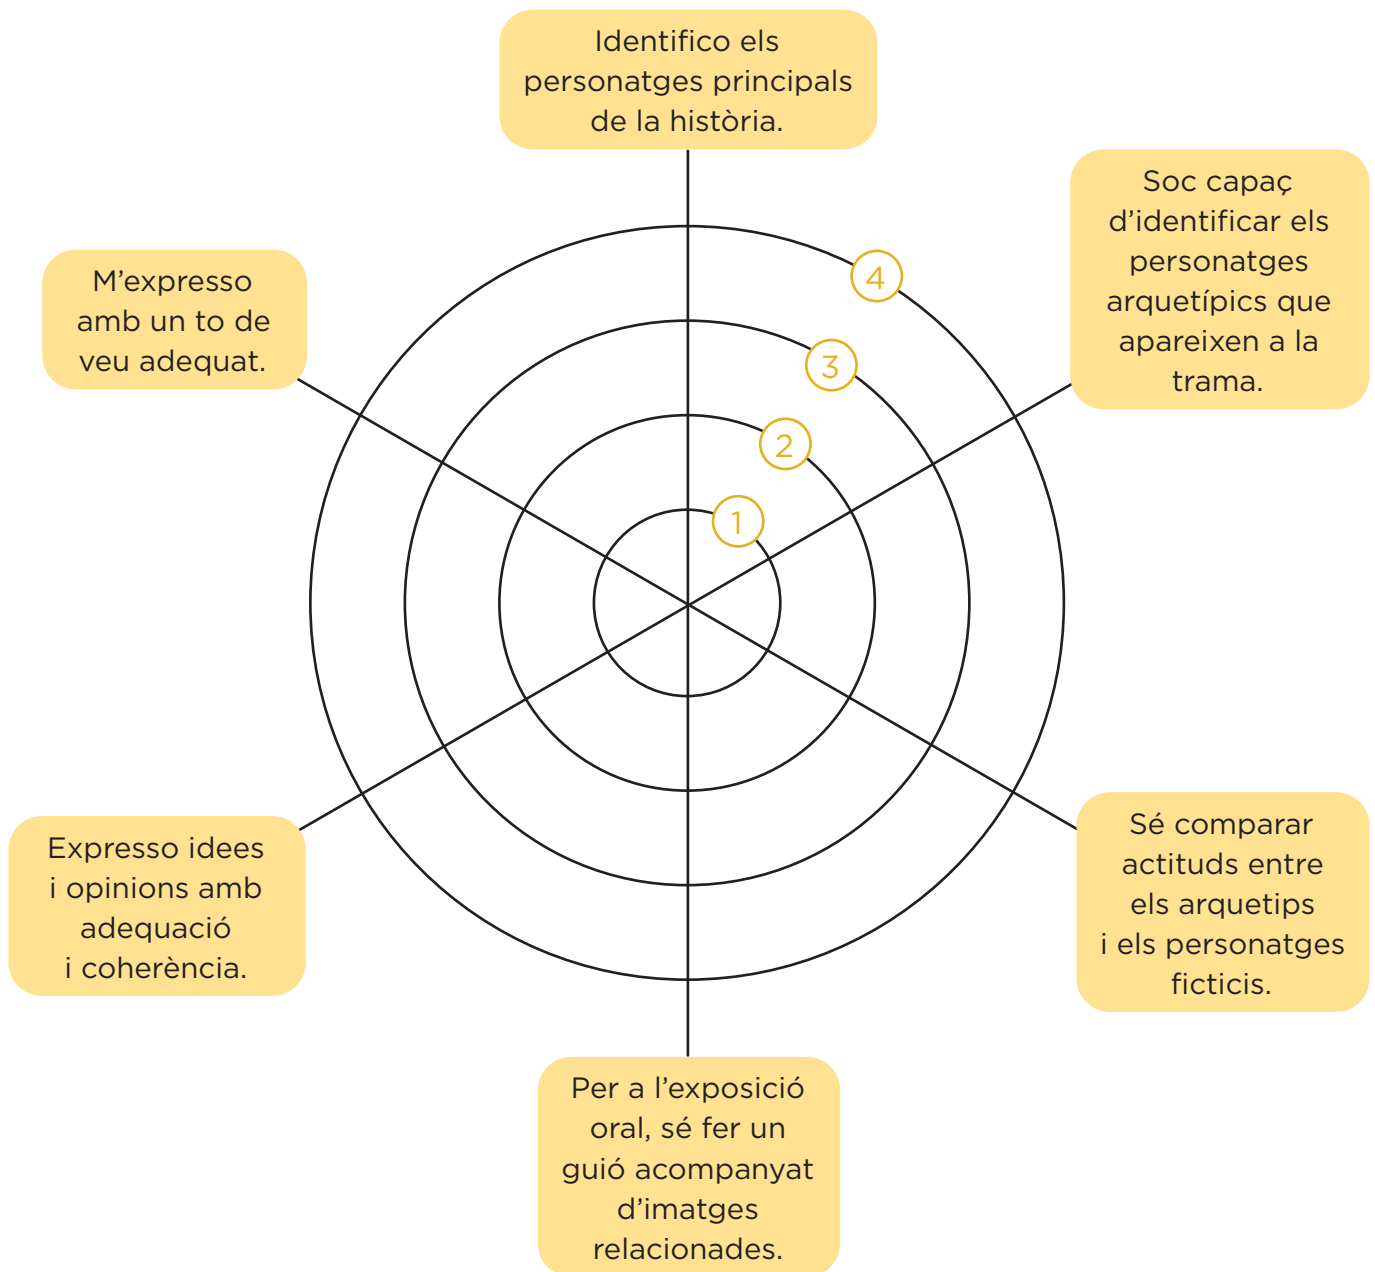 Identifico els
personatges principals
de la història.
Soc capaç
d’identificar els
personatges
arquetípics que
apareixen a la
trama.
M’expresso
amb un to de
veu adequat.
4
3
2
1
Expresso idees
i opinions amb
adequació
i coherència.
Sé comparar
actituds entre
els arquetips
i els personatges
ficticis.
Per a l’exposició
oral, sé fer un
guió acompanyat
d’imatges
relacionades.